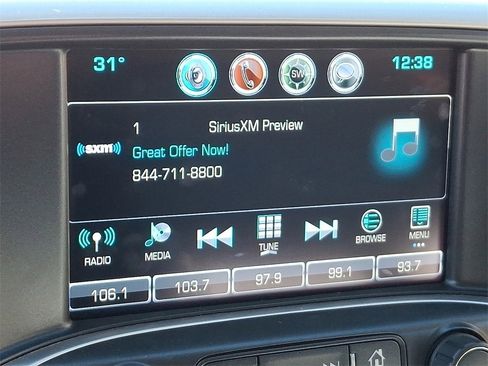 31° SW 12:38
1 SiriusXM Preview
((sxm))
Great Offer Now!
844-711-8800
RADIO MEDIA TUNE BROWSE MENU
106.1 103.7 97.9 99.1 93.7